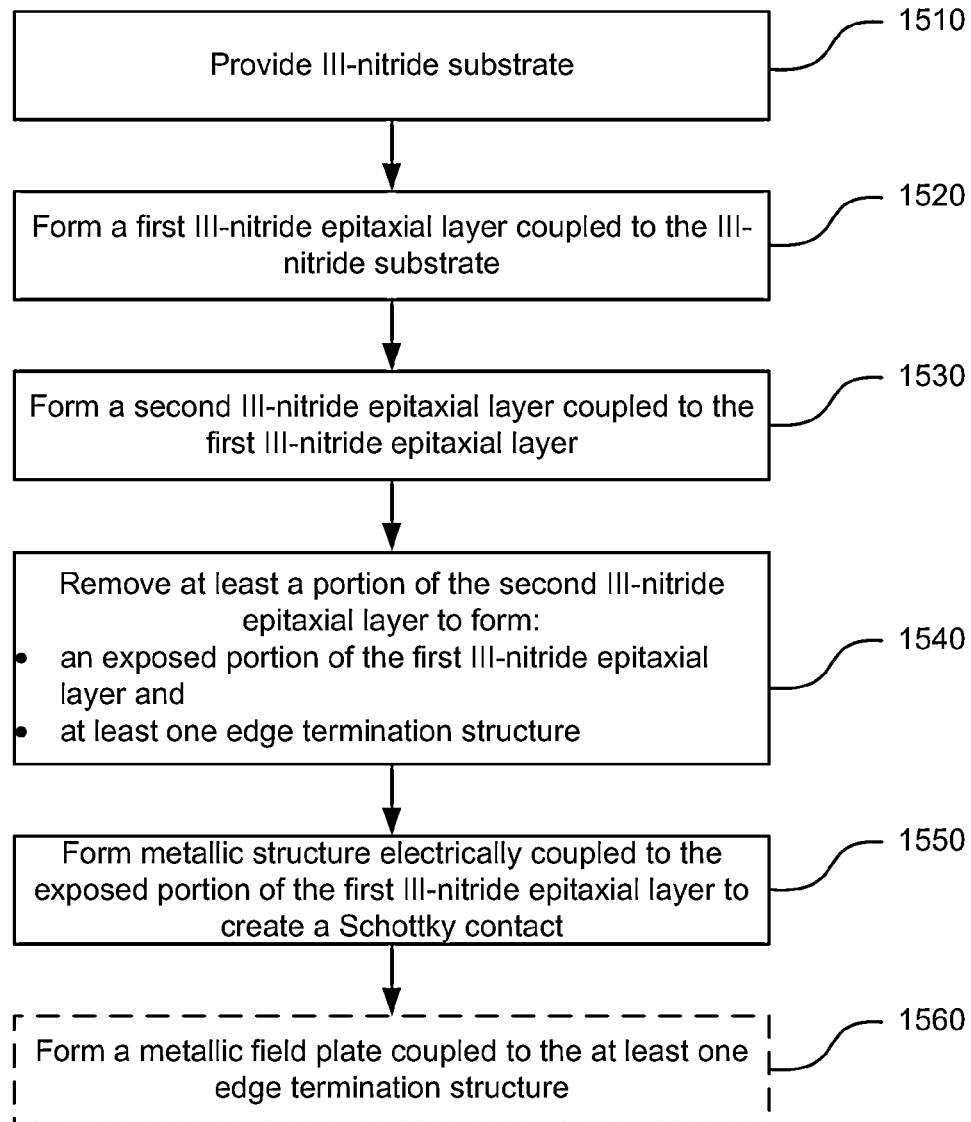 1510
Provide III-nitride substrate
1520
Form a first III-nitride epitaxial layer coupled to the III-
nitride substrate
1530
Form a second III-nitride epitaxial layer coupled to the
first III-nitride epitaxial layer
Remove at least a portion of the second III-nitride
epitaxial layer to form:
• an exposed portion of the first III-nitride epitaxial
layer and
• at least one edge termination structure
1540
Form metallic structure electrically coupled to the
exposed portion of the first III-nitride epitaxial layer to
create a Schottky contact
1550
Form a metallic field plate coupled to the at least one
edge termination structure
1560